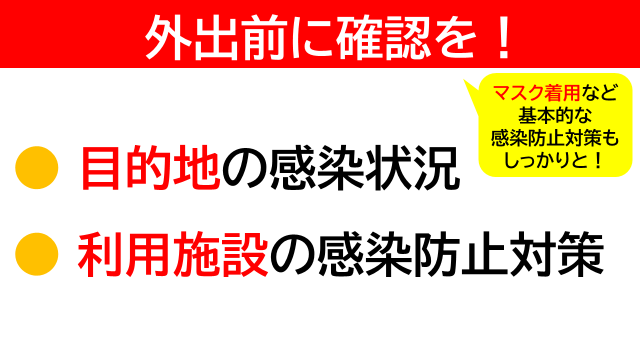 外出前に確認を！
マスク着用など
基本的な
感染防止対策も
しっかりと！
目的地の感染状況
利用施設の感染防止対策